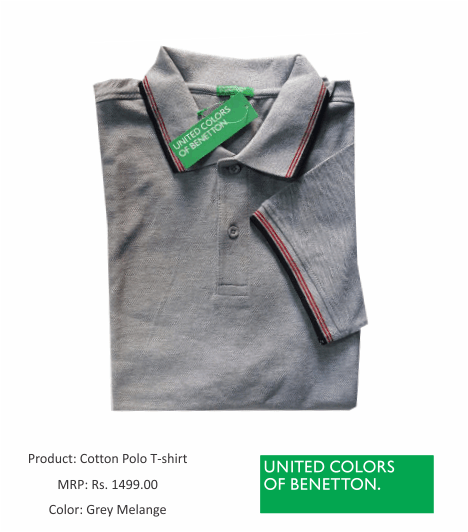 UNITED COLORS
OF BENETTON.
Product: Cotton Polo T-shirt
MRP: Rs. 1499.00
Color: Grey Melange
UNITED COLORS
OF BENETTON.